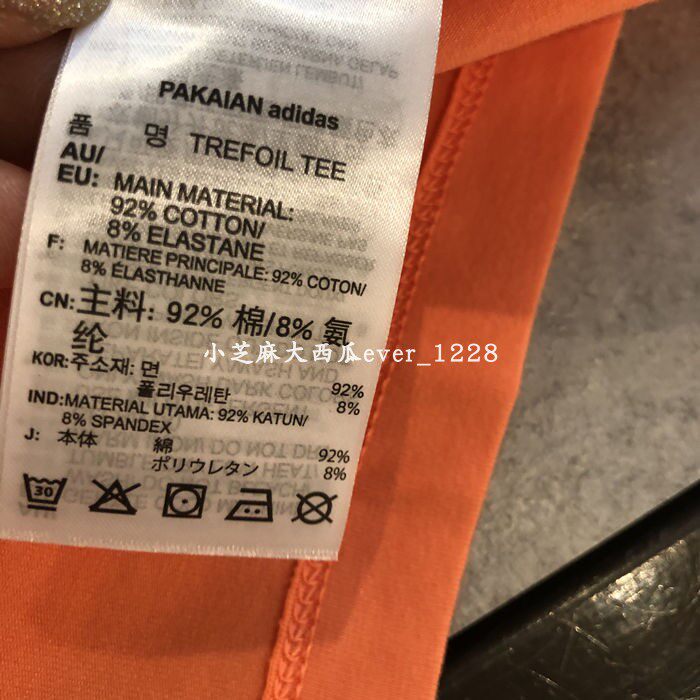 PAKAIAN adidas
품 명 TREFOIL TEE
AU/
EU: MAIN MATERIAL:
92% COTTON/
8% ELASTANE
F: MATIERE PRINCIPALE: 92% COTON/
8% ÉLASTHANNE
CN:主料: 92% 棉/8% 氨
纶
KOR:주소재: 면 92%
폴리우레탄 8%
IND:MATERIAL UTAMA: 92% KATUN/
8% SPANDEX
J: 本体 綿 92%
ポリウレタン 8%
30
小芝麻大西瓜ever_1228